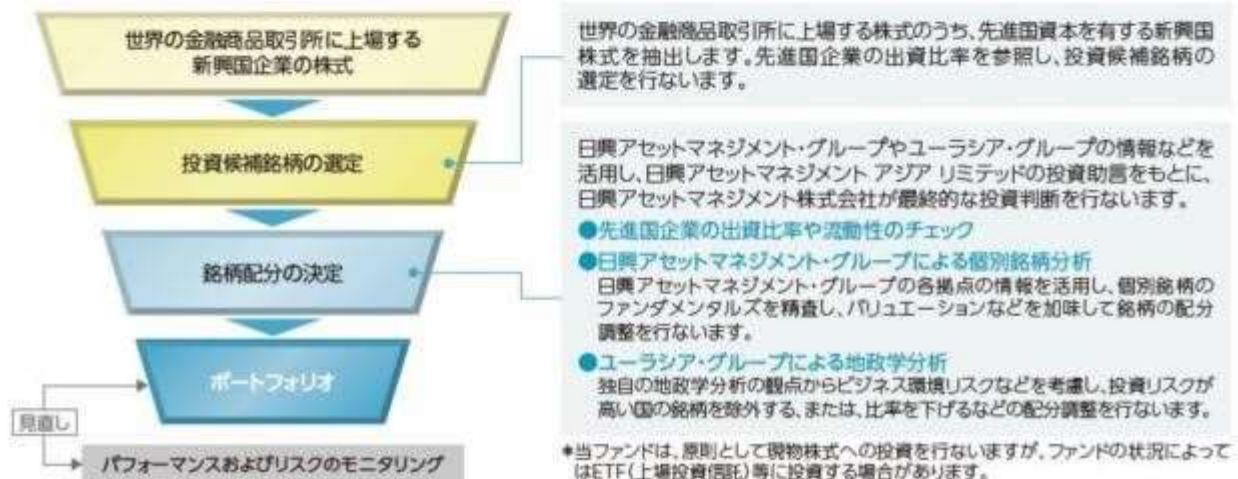 世界の金融商品取引所に上場する
新興国企業の株式
投資候補銘柄の選定
銘柄配分の決定
ポートフォリオ
見直し
パフォーマンスおよびリスクのモニタリング
世界の金融商品取引所に上場する株式のうち、先進国資本を有する新興国
株式を抽出します。先進国企業の出資比率を参照し、投資候補銘柄の
選定を行ないます。
日興アセットマネジメント・グループやユーラシア・グループの情報などを
活用し、日興アセットマネジメント アジア リミテッドの投資助言をもとに、
日興アセットマネジメント株式会社が最終的な投資判断を行ないます。
●先進国企業の出資比率や流動性のチェック
●日興アセットマネジメント・グループによる個別銘柄分析
日興アセットマネジメント・グループの各拠点の情報を活用し、個別銘柄の
ファンダメンタルズを精査し、バリュエーションなどを加味して銘柄の配分
調整を行ないます。
●ユーラシア・グループによる地政学分析
独自の地政学分析の観点からビジネス環境リスクなどを考慮し、投資リスクが
高い国の銘柄を除外する、または、比率を下げるなどの配分調整を行ないます。
*当ファンドは、原則として現物株式への投資を行ないますが、ファンドの状況によって
はETF(上場投資信託)等に投資する場合があります。